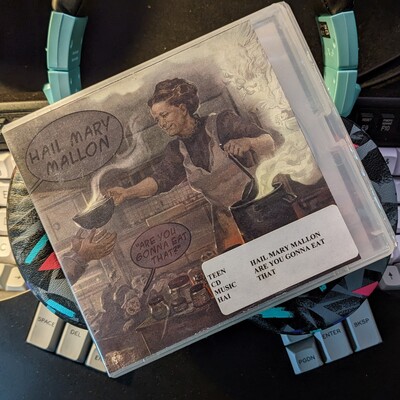 HAIL MARY
MALLON
"ARE YOU
GONNA EAT
THAT?"
TEEN HAIL MARY MALLON
CD ARE YOU GONNA EAT
MUSIC THAT
HAI
SPACE
DEL
PGDN
ENTER
BKSP